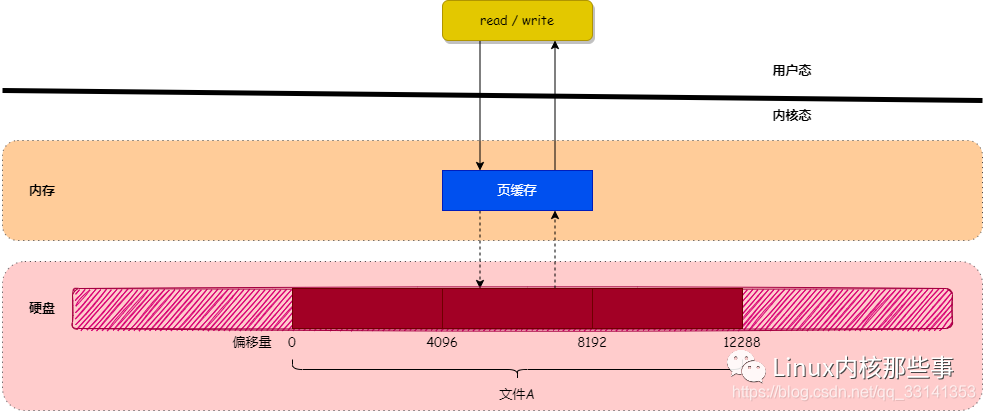 read / write
用户态
内核态
内存
页缓存
硬盘
偏移量 0 4096 8192 12288
文件A
Linux内核那些事
https://blog.csdn.net/qq_33141353